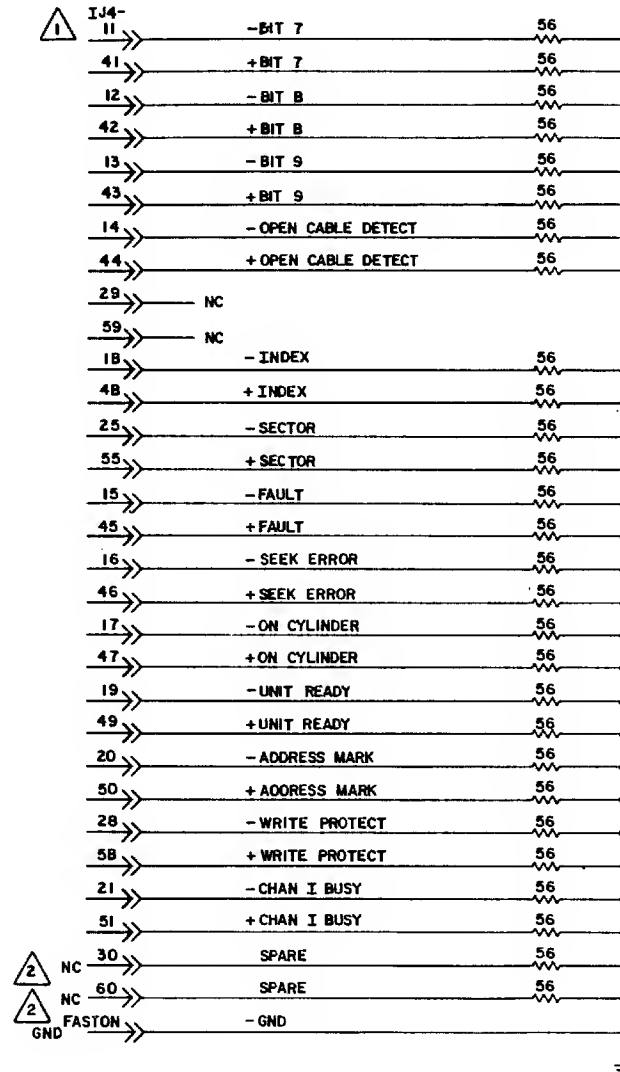 IJ4-
1 11 -BIT 7 56
41 +BIT 7 56
12 -BIT B 56
42 +BIT B 56
13 -BIT 9 56
43 +BIT 9 56
14 -OPEN CABLE DETECT 56
44 +OPEN CABLE DETECT 56
29 NC
59 NC
1B -INDEX 56
4B +INDEX 56
25 -SECTOR 56
55 +SECTOR 56
15 -FAULT 56
45 +FAULT 56
16 -SEEK ERROR 56
46 +SEEK ERROR 56
17 -ON CYLINDER 56
47 +ON CYLINDER 56
19 -UNIT READY 56
49 +UNIT READY 56
20 -ADDRESS MARK 56
50 +ADDRESS MARK 56
28 -WRITE PROTECT 56
5B +WRITE PROTECT 56
21 -CHAN I BUSY 56
51 +CHAN I BUSY 56
2 NC 30 SPARE 56
2 NC 60 SPARE 56
GND FASTON -GND